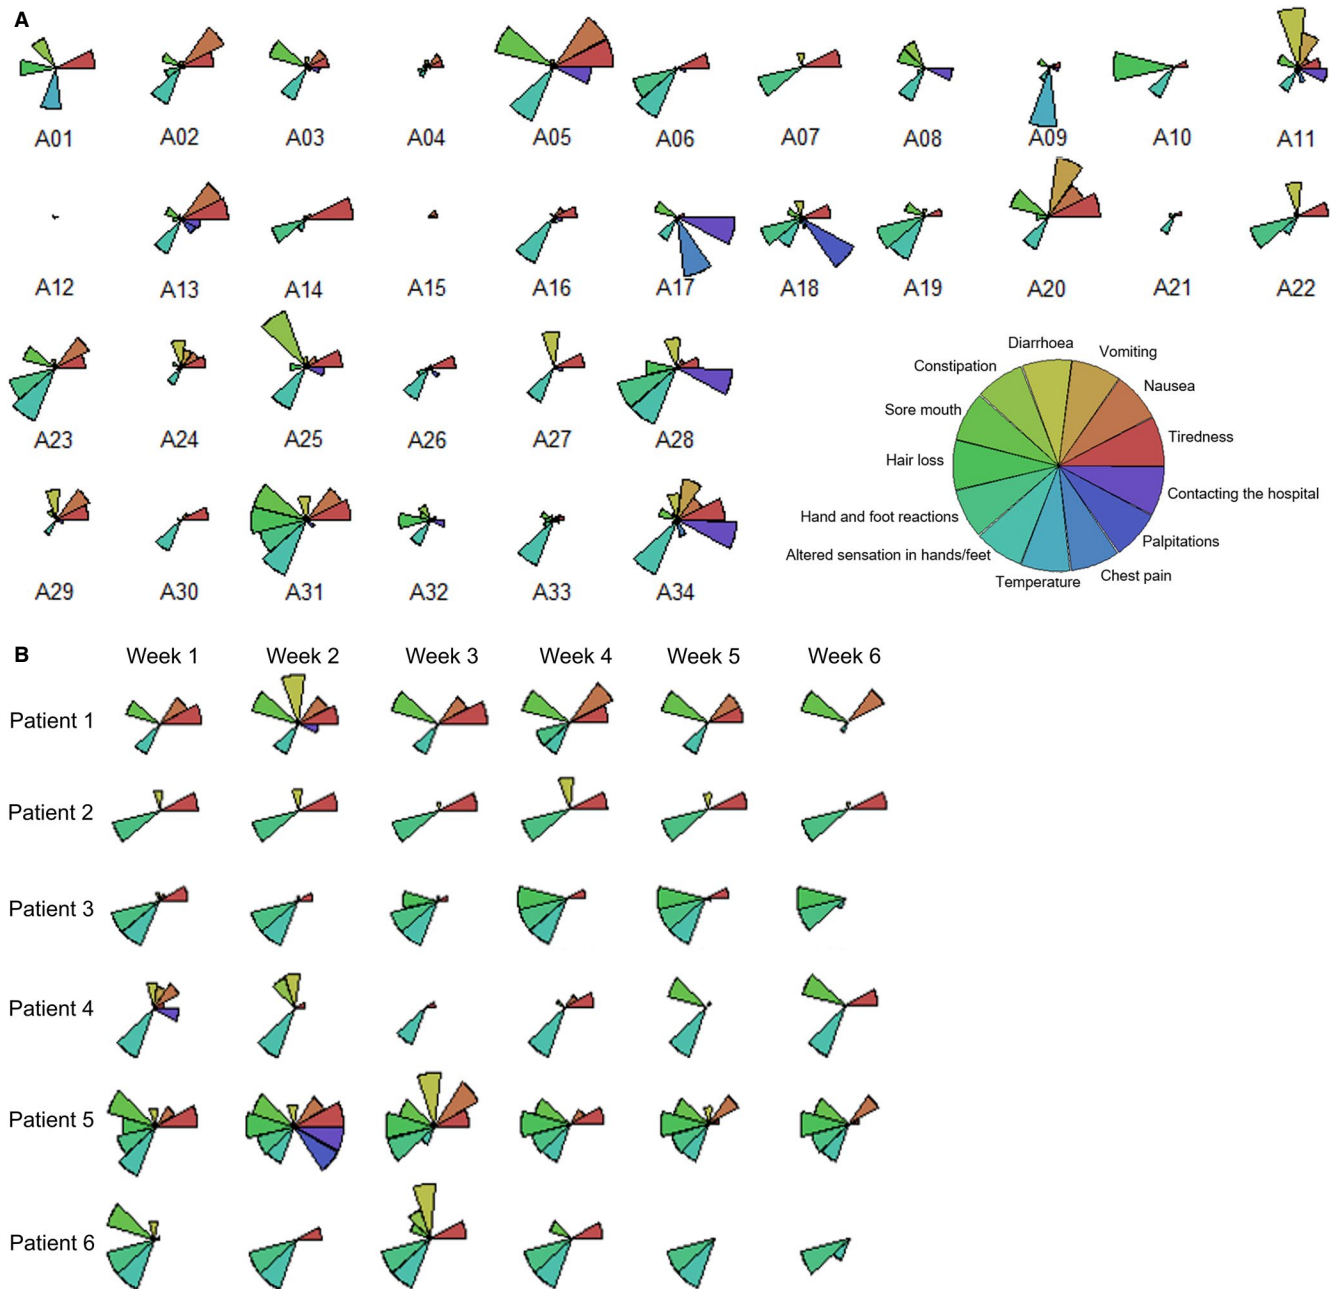 A
A01 A02 A03 A04 A05 A06 A07 A08 A09 A10 A11
A12 A13 A14 A15 A16 A17 A18 A19 A20 A21 A22
A23 A24 A25 A26 A27 A28
Diarrhoea
Vomiting
Constipation
Nausea
Sore mouth
Tiredness
Hair loss
Contacting the hospital
Hand and foot reactions
Palpitations
Altered sensation in hands/feet
Chest pain
Temperature
A29 A30 A31 A32 A33 A34
B
Week 1 Week 2 Week 3 Week 4 Week 5 Week 6
Patient 1
Patient 2
Patient 3
Patient 4
Patient 5
Patient 6